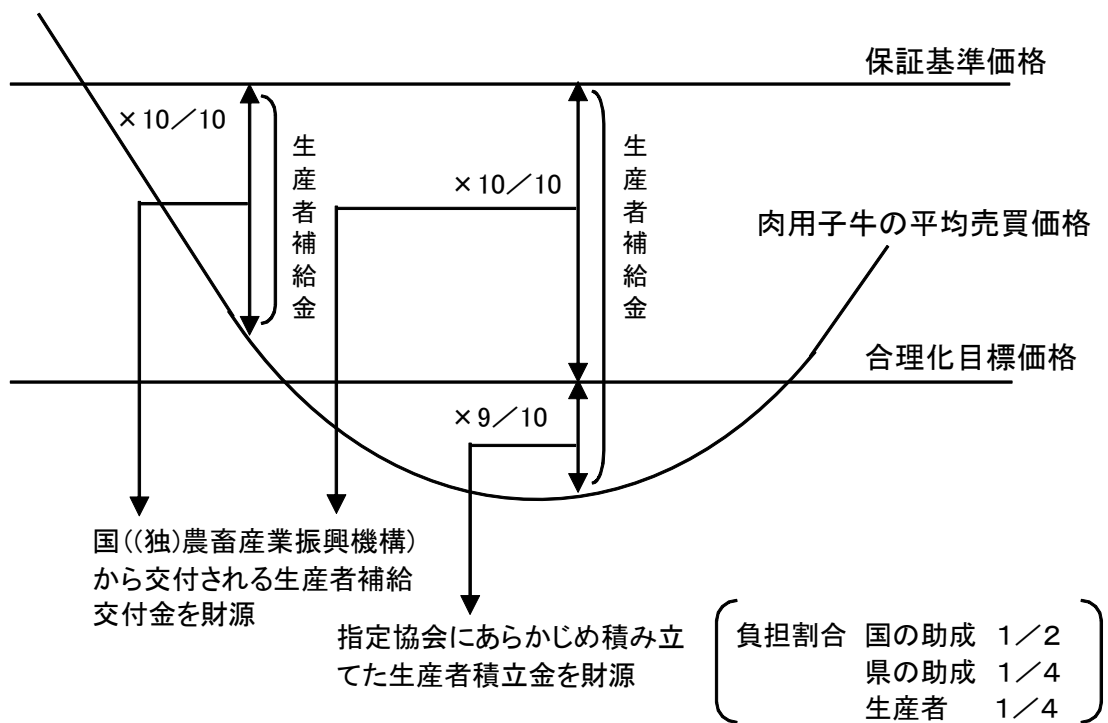 保証基準価格
×10／10
生産者補給金
×10／10
生産者補給金
肉用子牛の平均売買価格
合理化目標価格
×9／10
国((独)農畜産業振興機構)
から交付される生産者補給
交付金を財源
指定協会にあらかじめ積み立
てた生産者積立金を財源
負担割合 国の助成 1／2
県の助成 1／4
生産者 1／4